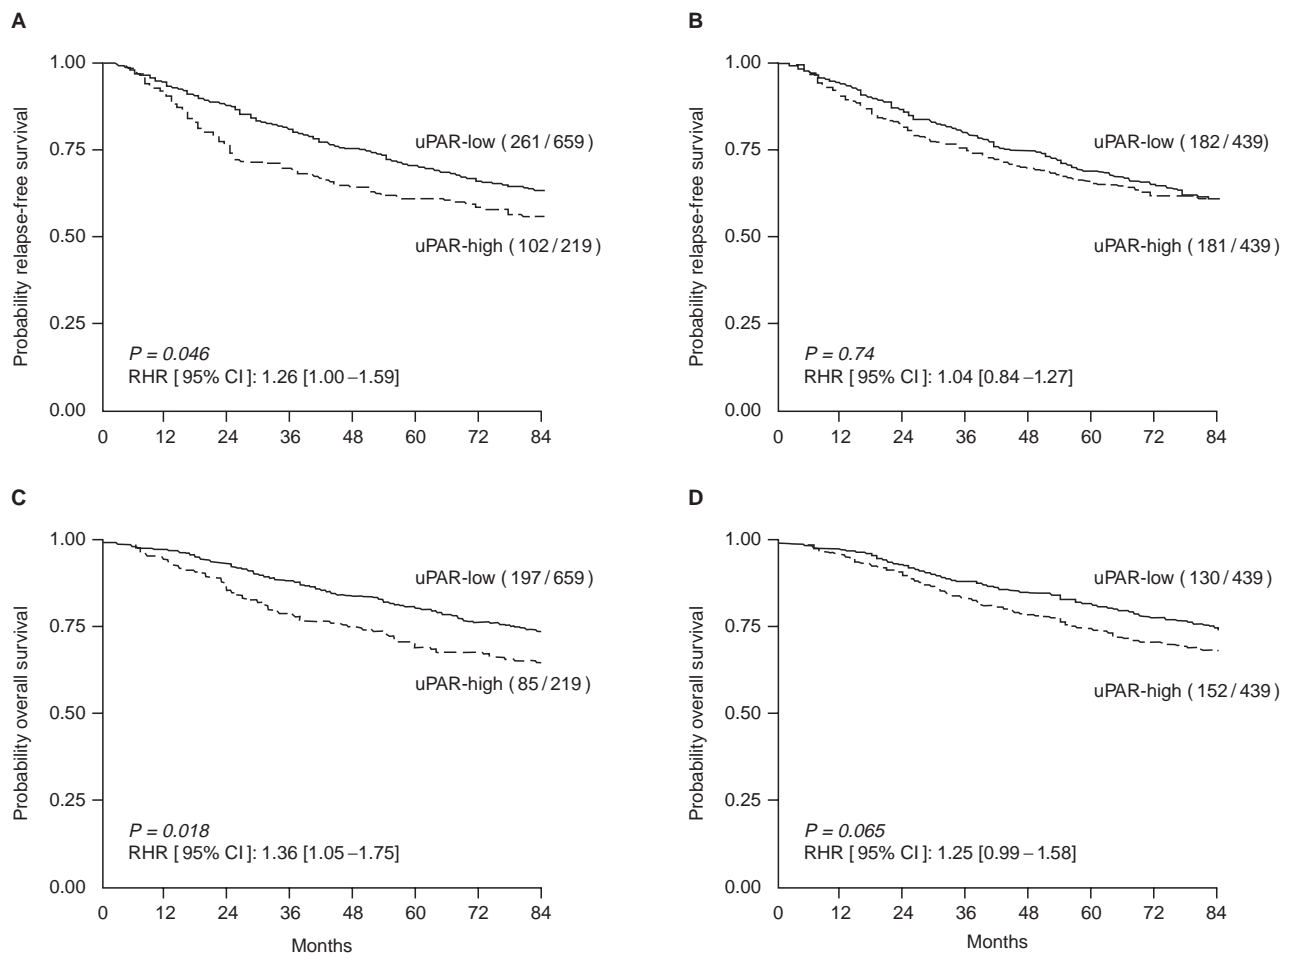 A
1.00
0.75
0.50
0.25
0.00
Probability relapse-free survival
uPAR-low (261/659)
uPAR-high (102/219)
P = 0.046
RHR [95% CI]: 1.26 [1.00–1.59]
0 12 24 36 48 60 72 84
B
1.00
0.75
0.50
0.25
0.00
Probability relapse-free survival
uPAR-low (182/439)
uPAR-high (181/439)
P = 0.74
RHR [95% CI]: 1.04 [0.84–1.27]
0 12 24 36 48 60 72 84
C
1.00
0.75
0.50
0.25
0.00
Probability overall survival
uPAR-low (197/659)
uPAR-high (85/219)
P = 0.018
RHR [95% CI]: 1.36 [1.05–1.75]
0 12 24 36 48 60 72 84
Months
D
1.00
0.75
0.50
0.25
0.00
Probability overall survival
uPAR-low (130/439)
uPAR-high (152/439)
P = 0.065
RHR [95% CI]: 1.25 [0.99–1.58]
0 12 24 36 48 60 72 84
Months